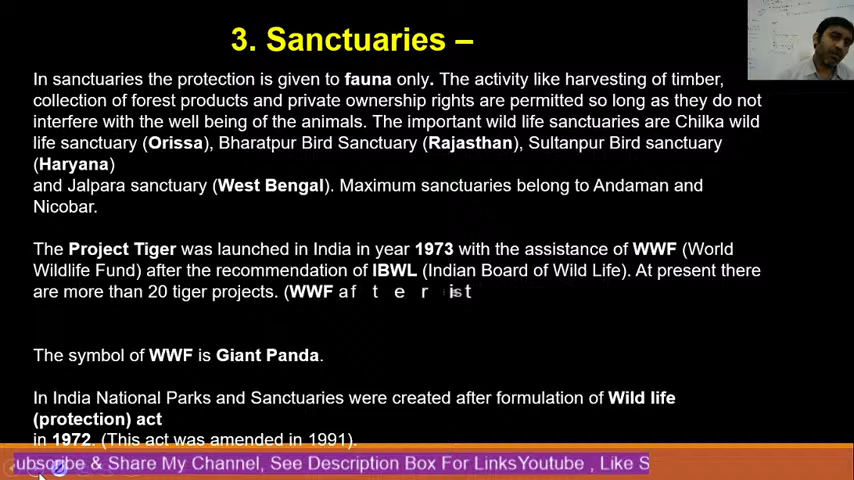 3. Sanctuaries –
In sanctuaries the protection is given to fauna only. The activity like harvesting of timber,
collection of forest products and private ownership rights are permitted so long as they do not
interfere with the well being of the animals. The important wild life sanctuaries are Chilka wild
life sanctuary (Orissa), Bharatpur Bird Sanctuary (Rajasthan), Sultanpur Bird sanctuary
(Haryana)
and Jalpara sanctuary (West Bengal). Maximum sanctuaries belong to Andaman and
Nicobar.
The Project Tiger was launched in India in year 1973 with the assistance of WWF (World
Wildlife Fund) after the recommendation of IBWL (Indian Board of Wild Life). At present there
are more than 20 tiger projects. (WWF after
The symbol of WWF is Giant Panda.
In India National Parks and Sanctuaries were created after formulation of Wild life
(protection) act
in 1972. (This act was amended in 1991).
ubscribe & Share My Channel, See Description Box For LinksYoutube , Like S